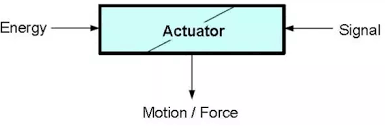 Energy
Actuator
Signal
Motion / Force